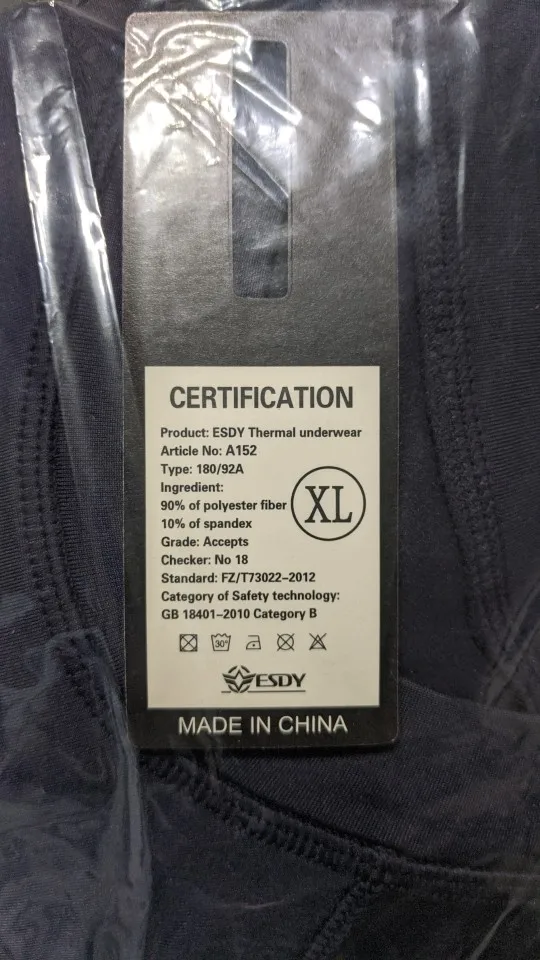 CERTIFICATION
Product: ESDY Thermal underwear
Article No: A152
Type: 180/92A
Ingredient:
90% of polyester fiber
10% of spandex
XL
Grade: Accepts
Checker: No 18
Standard: FZ/T73022-2012
Category of Safety technology:
GB 18401-2010 Category B
30°
ESDY
MADE IN CHINA